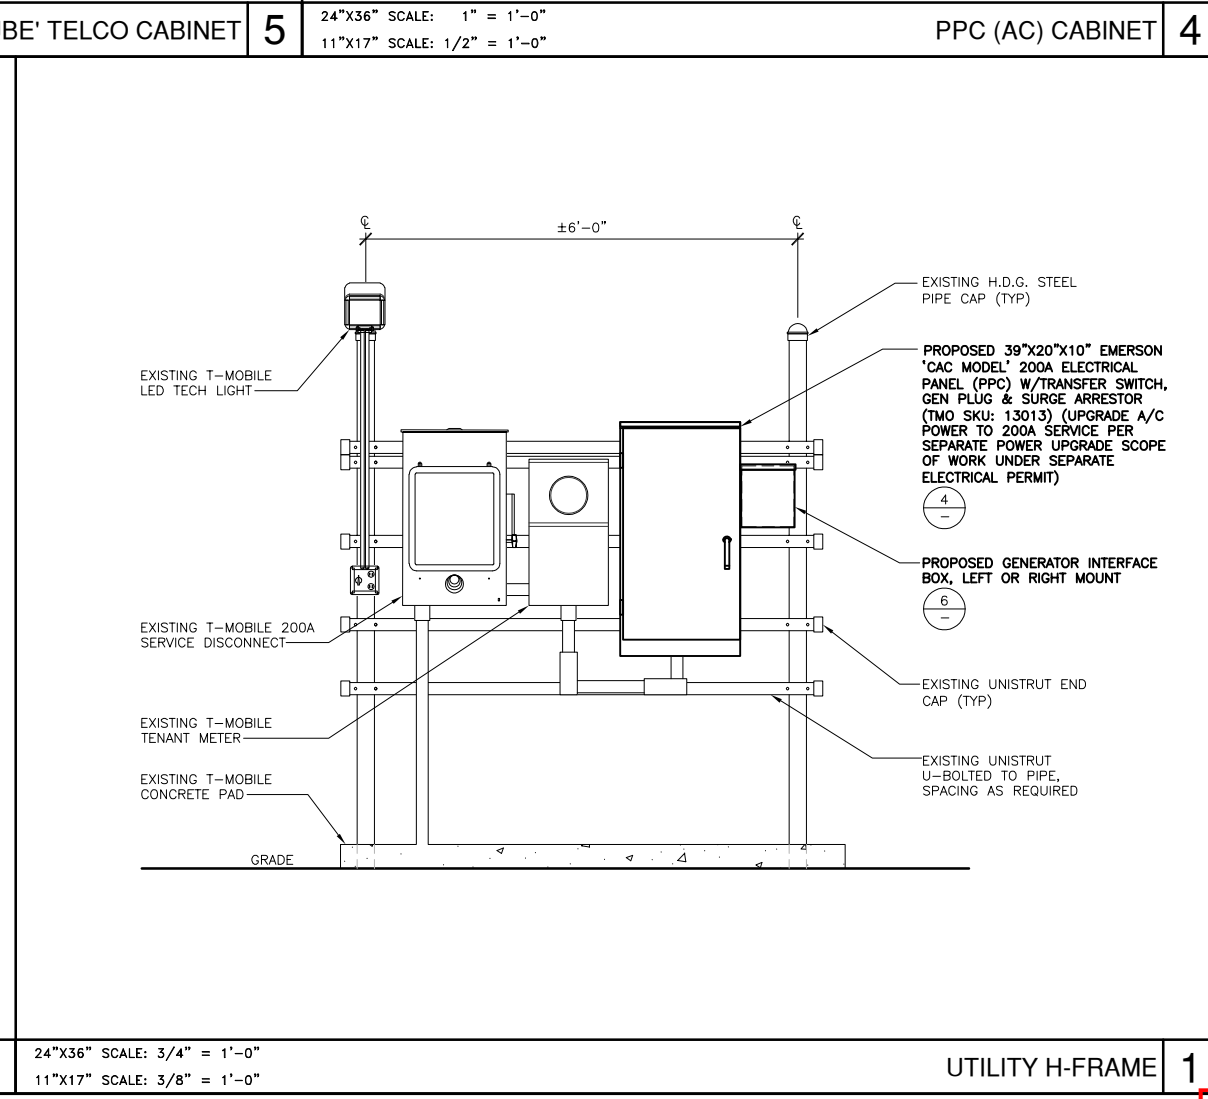 UBE' TELCO CABINET 5
24"X36" SCALE: 1" = 1'-0"
11"X17" SCALE: 1/2" = 1'-0"
PPC (AC) CABINET 4
℄
±6'-0"
℄
EXISTING H.D.G. STEEL
PIPE CAP (TYP)
PROPOSED 39"X20"X10" EMERSON
'CAC MODEL' 200A ELECTRICAL
PANEL (PPC) W/TRANSFER SWITCH,
GEN PLUG & SURGE ARRESTOR
(TMO SKU: 13013) (UPGRADE A/C
POWER TO 200A SERVICE PER
SEPARATE POWER UPGRADE SCOPE
OF WORK UNDER SEPARATE
ELECTRICAL PERMIT)
4
–
PROPOSED GENERATOR INTERFACE
BOX, LEFT OR RIGHT MOUNT
6
–
EXISTING UNISTRUT END
CAP (TYP)
EXISTING UNISTRUT
U-BOLTED TO PIPE,
SPACING AS REQUIRED
EXISTING T-MOBILE
LED TECH LIGHT
EXISTING T-MOBILE 200A
SERVICE DISCONNECT
EXISTING T-MOBILE
TENANT METER
EXISTING T-MOBILE
CONCRETE PAD
GRADE
24"X36" SCALE: 3/4" = 1'-0"
11"X17" SCALE: 3/8" = 1'-0"
UTILITY H-FRAME 1